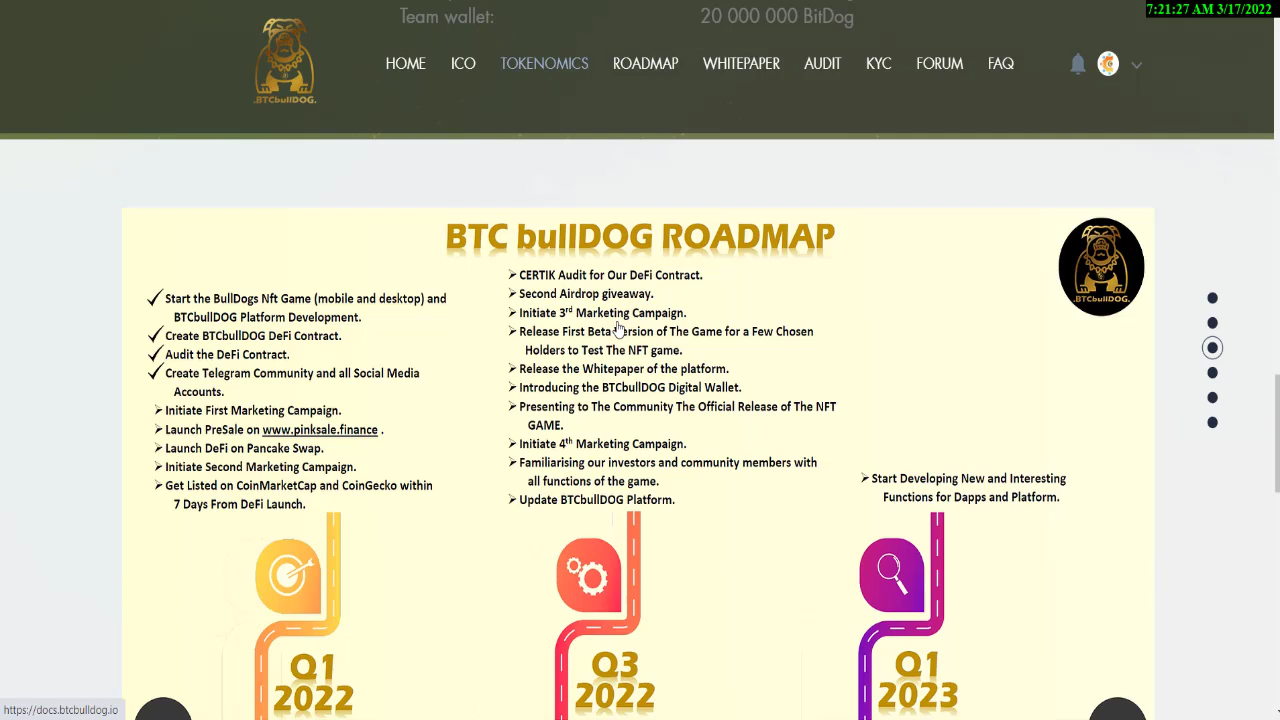 7:21:27 AM 3/17/2022
Team wallet: 20 000 000 BitDog
.BTCbullDOG.
HOME ICO TOKENOMICS ROADMAP WHITEPAPER AUDIT KYC FORUM FAQ
BTC bullDOG ROADMAP
.BTCbullDOG.
Start the BullDogs Nft Game (mobile and desktop) and
BTCbullDOG Platform Development.
Create BTCbullDOG DeFi Contract.
Audit the DeFi Contract.
Create Telegram Community and all Social Media
Accounts.
Initiate First Marketing Campaign.
Launch PreSale on www.pinksale.finance .
Launch DeFi on Pancake Swap.
Initiate Second Marketing Campaign.
Get Listed on CoinMarketCap and CoinGecko within
7 Days From DeFi Launch.
Q1
2022
CERTIK Audit for Our DeFi Contract.
Second Airdrop giveaway.
Initiate 3rd Marketing Campaign.
Release First Beta version of The Game for a Few Chosen
Holders to Test The NFT game.
Release the Whitepaper of the platform.
Introducing the BTCbullDOG Digital Wallet.
Presenting to The Community The Official Release of The NFT
GAME.
Initiate 4th Marketing Campaign.
Familiarising our investors and community members with
all functions of the game.
Update BTCbullDOG Platform.
Q3
2022
Start Developing New and Interesting
Functions for Dapps and Platform.
Q1
2023
https://docs.btcbulldog.io